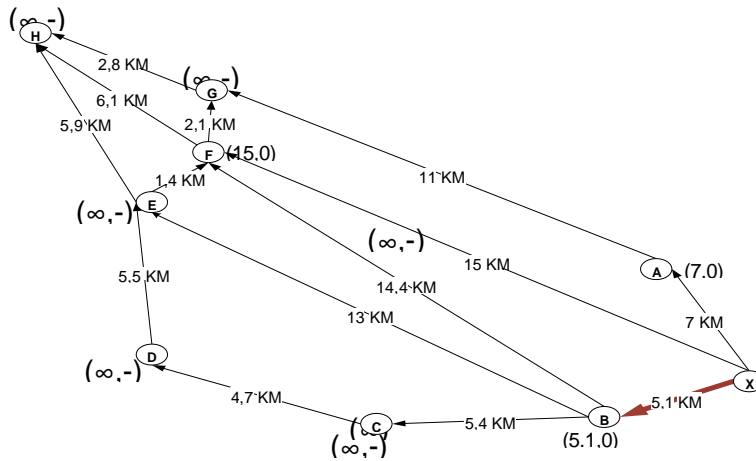 (∞,-)
H
2,8 KM
(∞,-)
G
6,1 KM
5,9 KM
2,1 KM
F
(15.0)
1,4 KM
11 KM
E
(∞,-)
(∞,-)
15 KM
A
(7.0)
5,5 KM
14,4 KM
13 KM
7 KM
D
(∞,-)
X
4,7 KM
5,1 KM
B
5,4 KM
C
(5.1,0)
(∞,-)